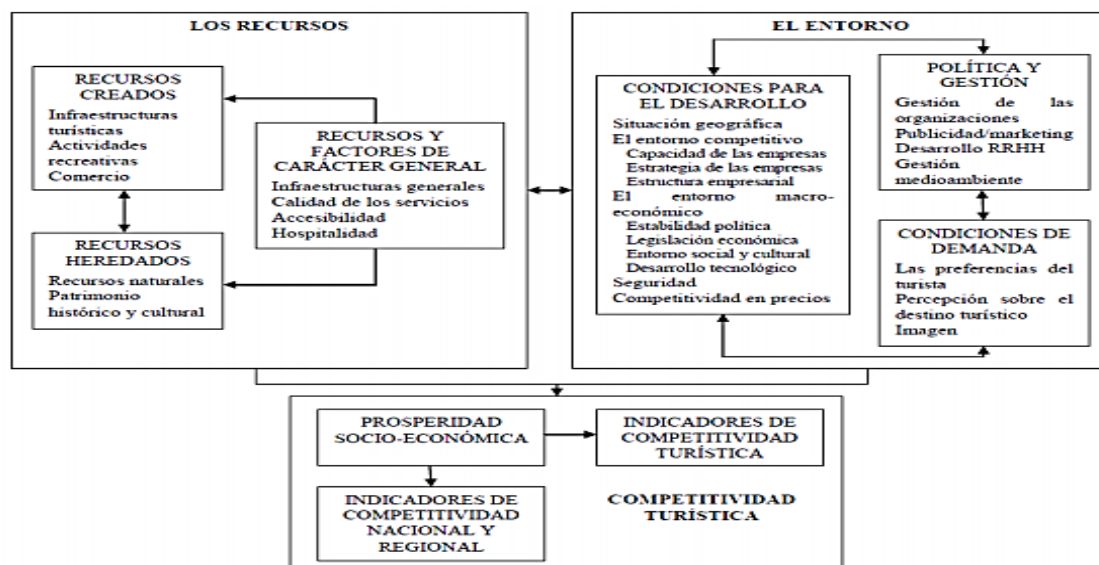 LOS RECURSOS
RECURSOS
CREADOS
Infraestructuras
turísticas
Actividades
recreativas
Comercio
RECURSOS Y
FACTORES DE
CARÁCTER GENERAL
Infraestructuras generales
Calidad de los servicios
Accesibilidad
Hospitalidad
RECURSOS
HEREDADOS
Recursos naturales
Patrimonio
histórico y cultural
EL ENTORNO
CONDICIONES PARA
EL DESARROLLO
Situación geográfica
El entorno competitivo
Capacidad de las empresas
Estrategia de las empresas
Estructura empresarial
El entorno macro-
económico
Estabilidad política
Legislación económica
Entorno social y cultural
Desarrollo tecnológico
Seguridad
Competitividad en precios
POLÍTICA Y
GESTIÓN
Gestión de las
organizaciones
Publicidad/marketing
Desarrollo RRHH
Gestión
medioambiente
CONDICIONES DE
DEMANDA
Las preferencias del
turista
Percepción sobre el
destino turístico
Imagen
PROSPERIDAD
SOCIO-ECONÓMICA
INDICADORES DE
COMPETITIVIDAD
TURÍSTICA
INDICADORES DE
COMPETITIVIDAD
NACIONAL Y
REGIONAL
COMPETITIVIDAD
TURÍSTICA